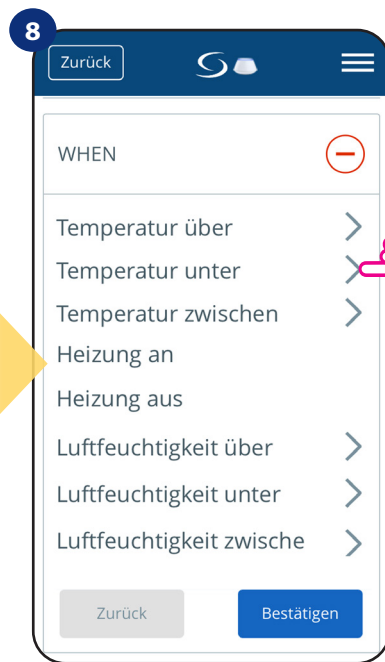 8
Zurück
WHEN
Temperatur über
Temperatur unter
Temperatur zwischen
Heizung an
Heizung aus
Luftfeuchtigkeit über
Luftfeuchtigkeit unter
Luftfeuchtigkeit zwische
Zurück
Bestätigen